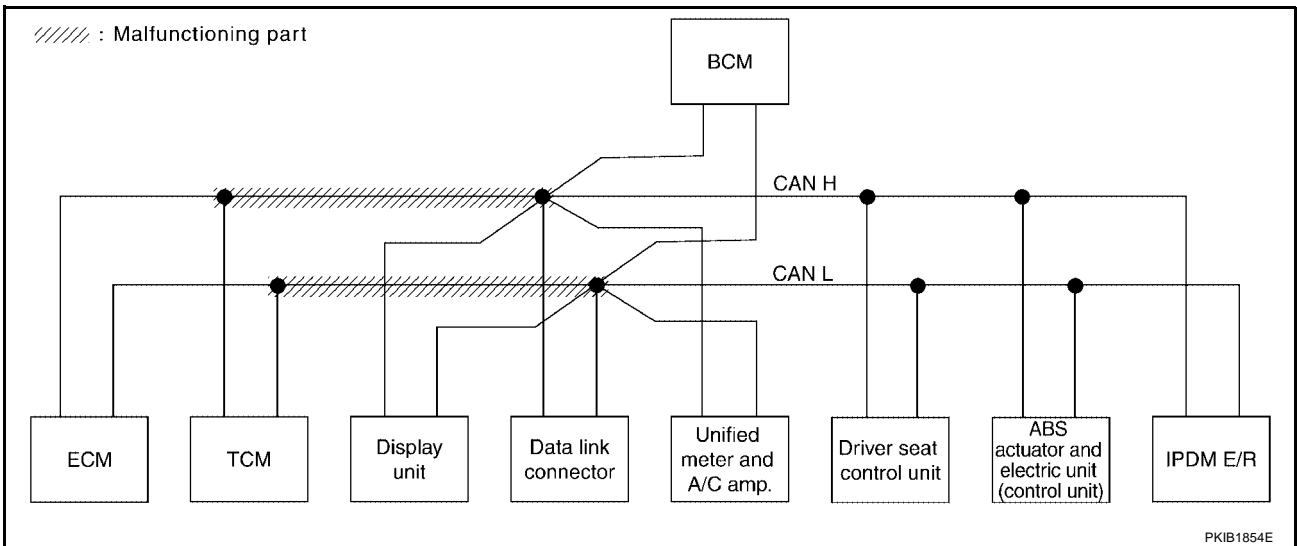 : Malfunctioning part
BCM
CAN H
CAN L
ECM
TCM
Display
unit
Data link
connector
Unified
meter and
A/C amp.
Driver seat
control unit
ABS
actuator and
electric unit
(control unit)
IPDM E/R
PKIB1854E